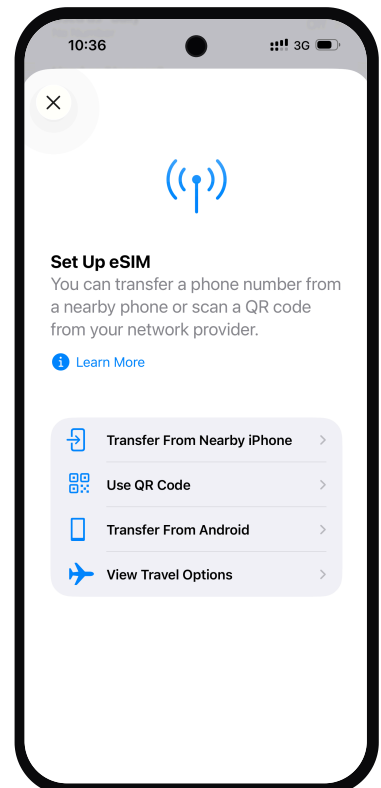 10:36
3G
Set Up eSIM
You can transfer a phone number from
a nearby phone or scan a QR code
from your network provider.
Learn More
Transfer From Nearby iPhone
Use QR Code
Transfer From Android
View Travel Options